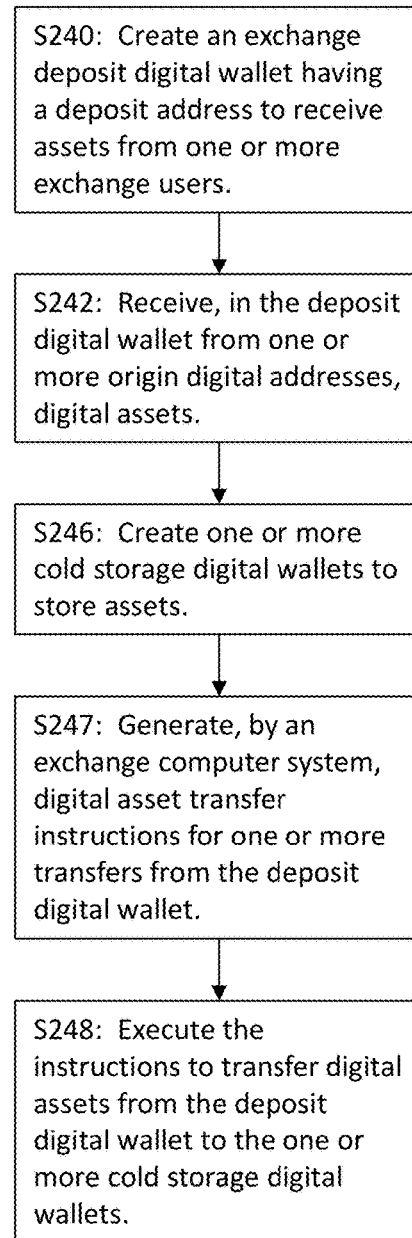 S240: Create an exchange
deposit digital wallet having
a deposit address to receive
assets from one or more
exchange users.
S242: Receive, in the deposit
digital wallet from one or
more origin digital addresses,
digital assets.
S246: Create one or more
cold storage digital wallets to
store assets.
S247: Generate, by an
exchange computer system,
digital asset transfer
instructions for one or more
transfers from the deposit
digital wallet.
S248: Execute the
instructions to transfer digital
assets from the deposit
digital wallet to the one or
more cold storage digital
wallets.